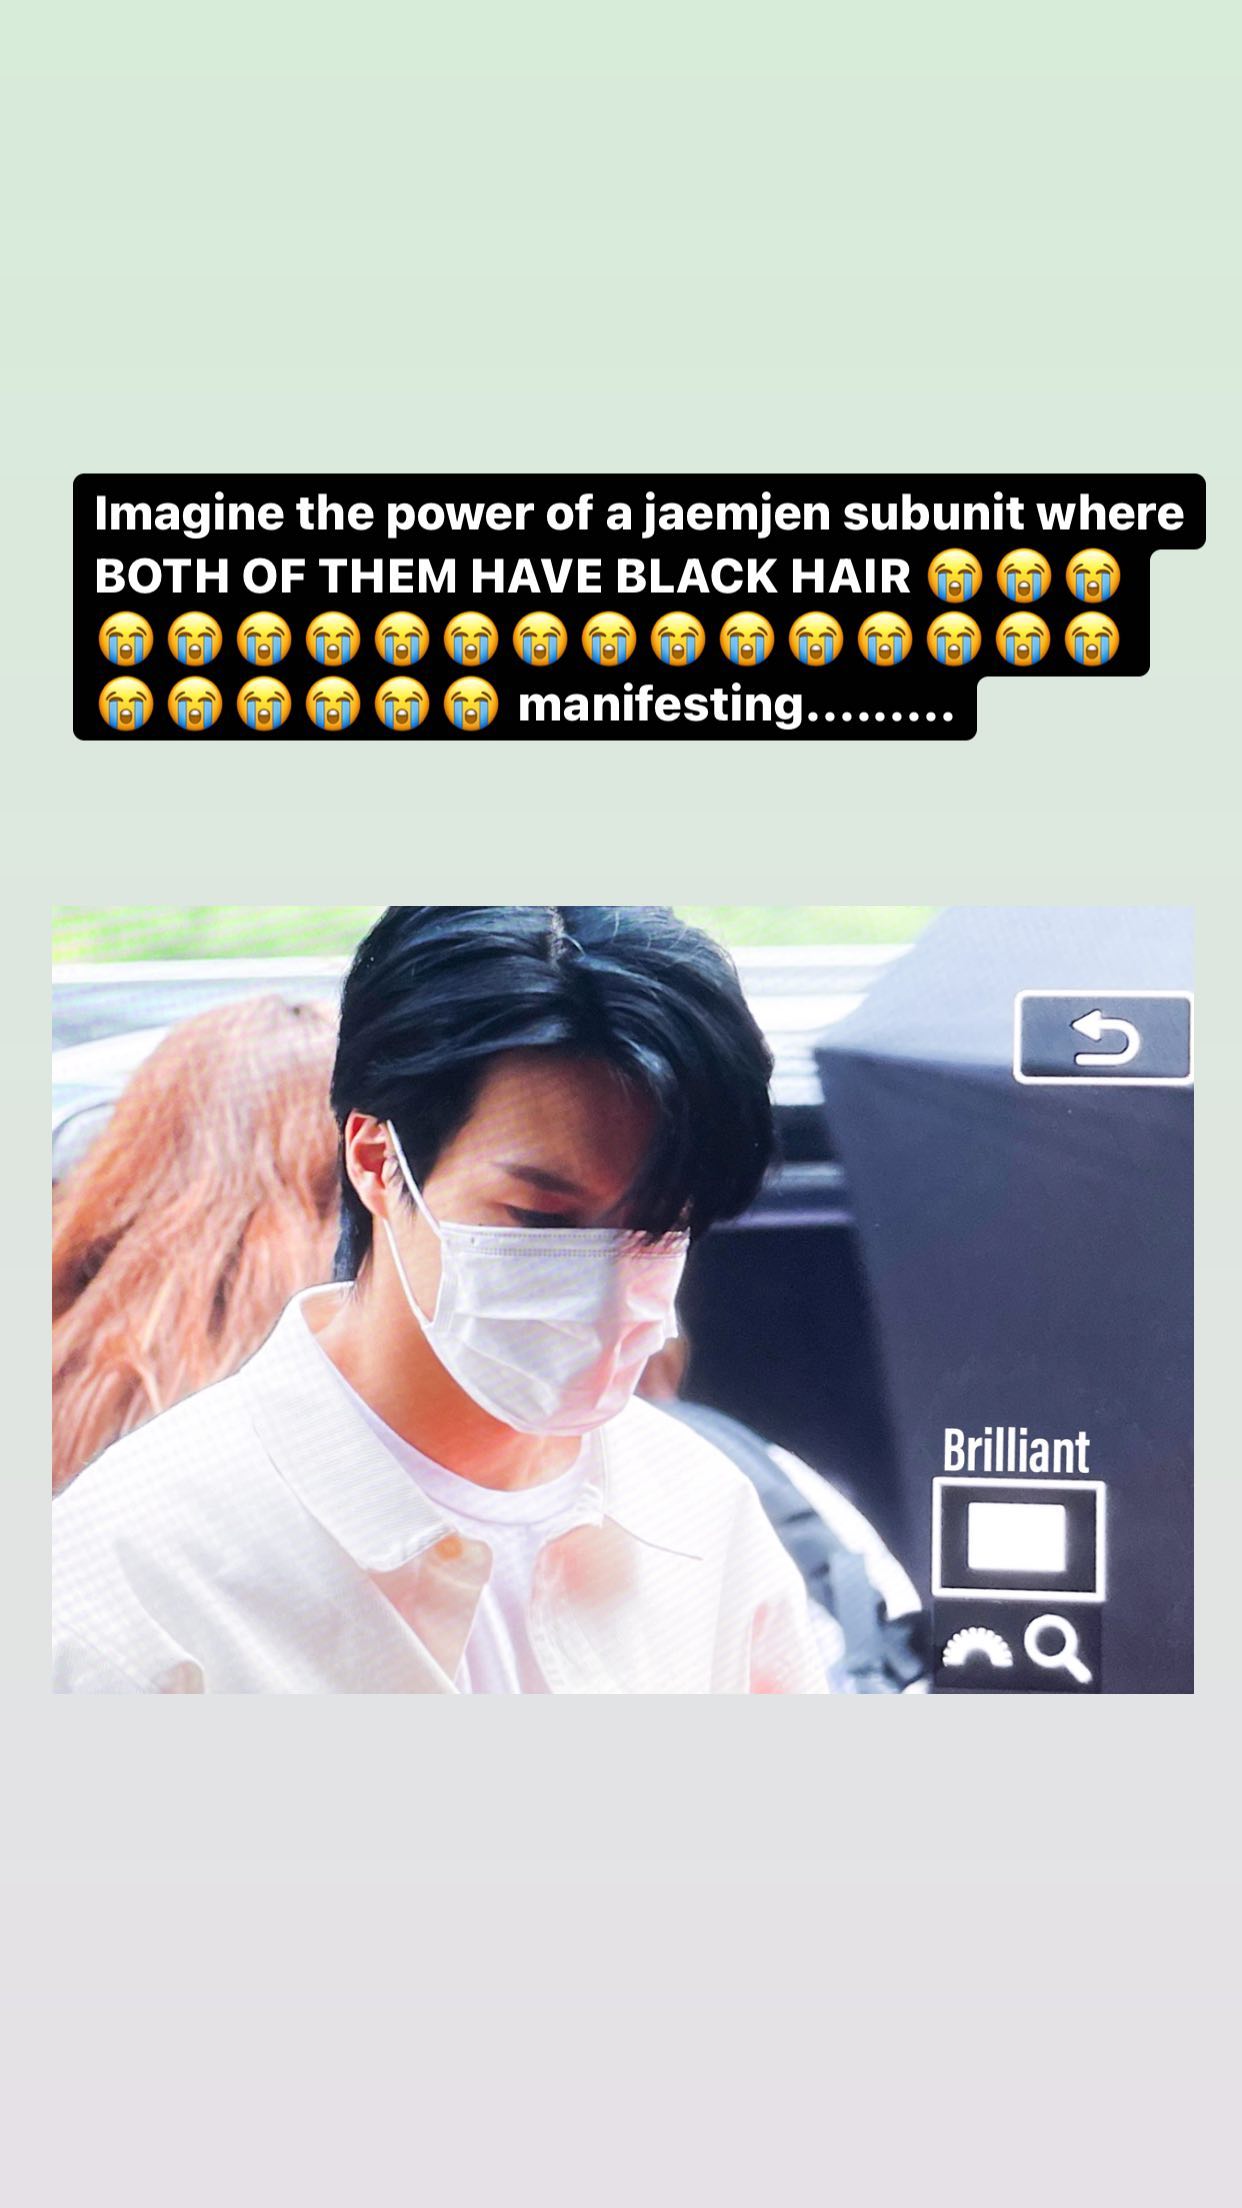 Imagine the power of a jaemjen subunit where
BOTH OF THEM HAVE BLACK HAIR 😭😭😭
😭😭😭😭😭😭😭😭😭😭😭😭😭😭😭
😭😭😭😭😭😭 manifesting.........
Brilliant